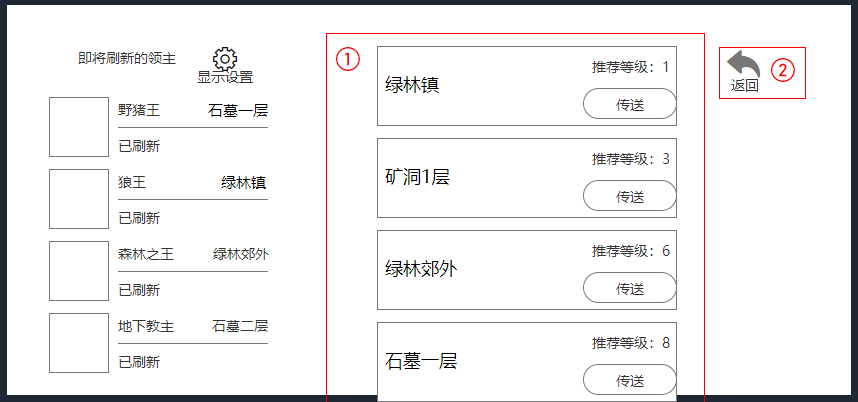 即将刷新的领主
显示设置
野猪王 石墓一层
已刷新
狼王 绿林镇
已刷新
森林之王 绿林郊外
已刷新
地下教主 石墓二层
已刷新
①
绿林镇
推荐等级：1
传送
矿洞1层
推荐等级：3
传送
绿林郊外
推荐等级：6
传送
石墓一层
推荐等级：8
传送
返回
②